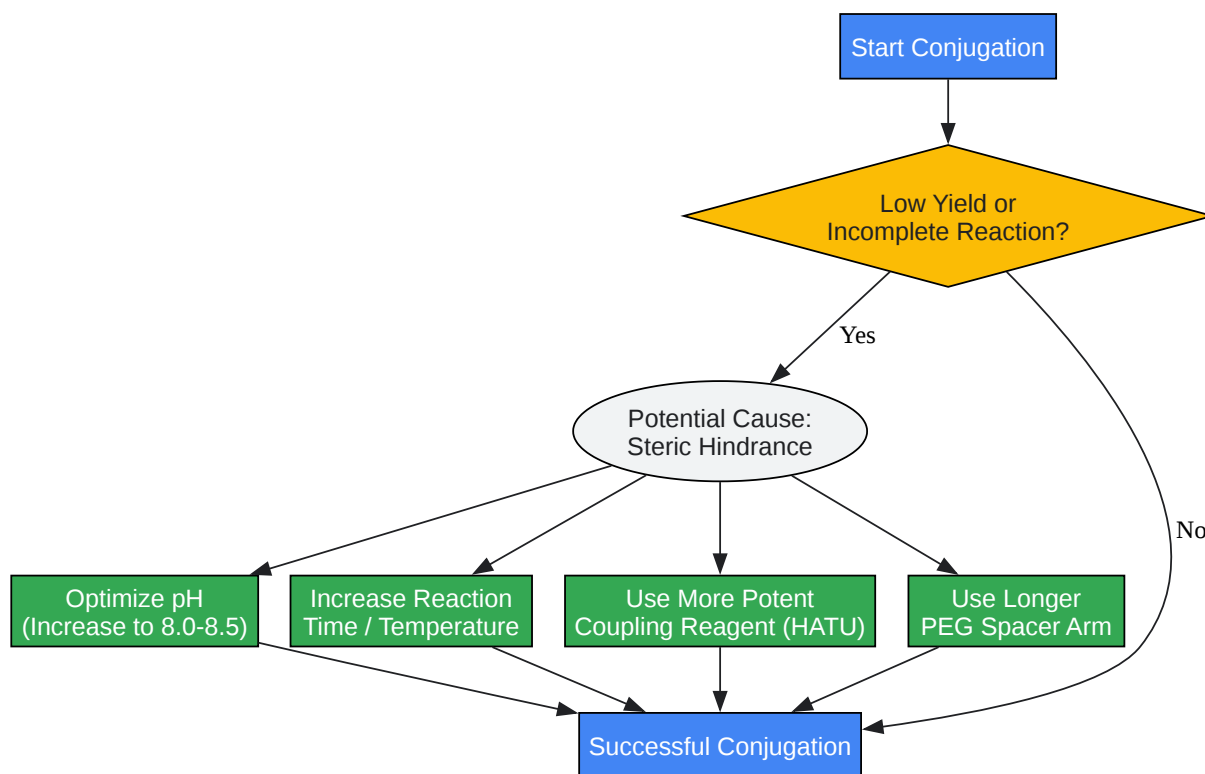 Start Conjugation
Low Yield or
Incomplete Reaction?
Yes
Potential Cause:
Steric Hindrance
No
Optimize pH
(Increase to 8.0-8.5)
Increase Reaction
Time / Temperature
Use More Potent
Coupling Reagent (HATU)
Use Longer
PEG Spacer Arm
Successful Conjugation